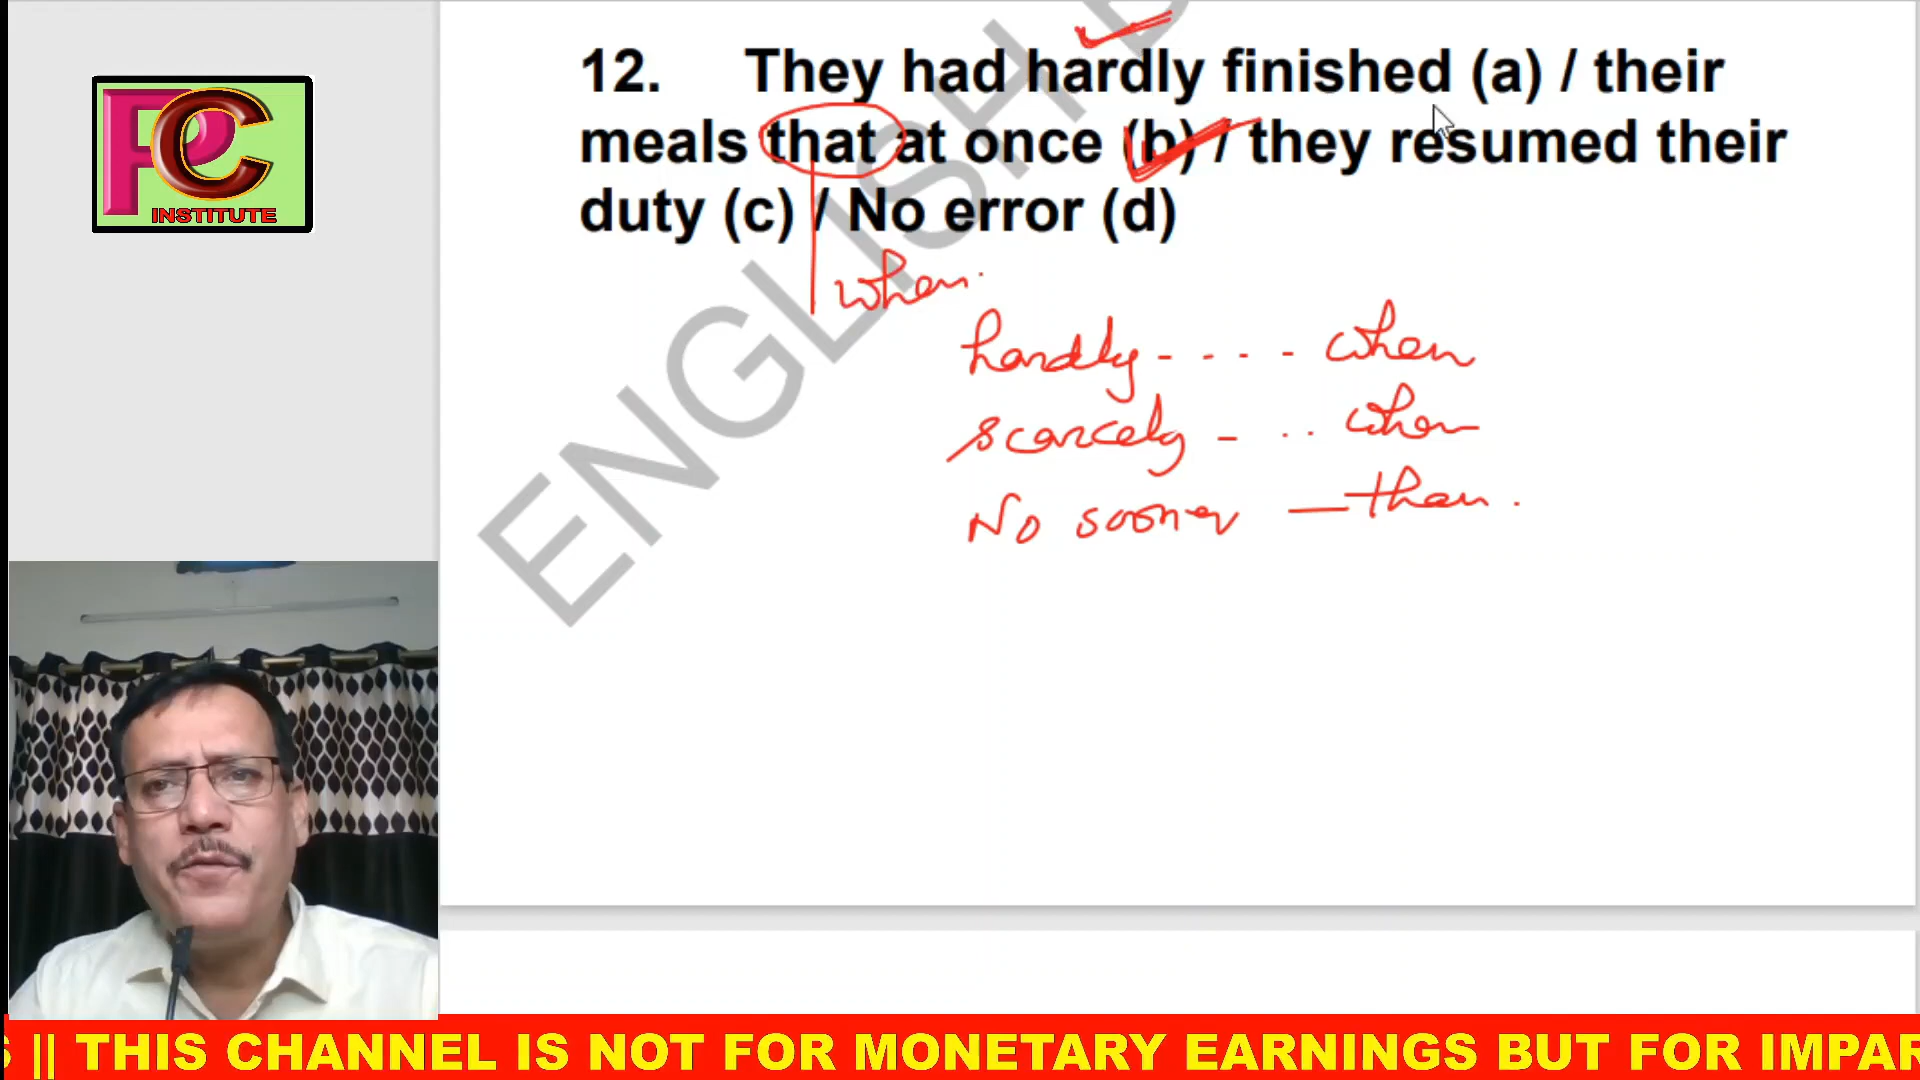 PC
INSTITUTE
12. They had hardly finished (a) / their
meals that at once (b) / they resumed their
duty (c) / No error (d)
when.
hardly - - - - when
scarcely - .. when
No sooner — than.
ENGLISH B
S || THIS CHANNEL IS NOT FOR MONETARY EARNINGS BUT FOR IMPAR